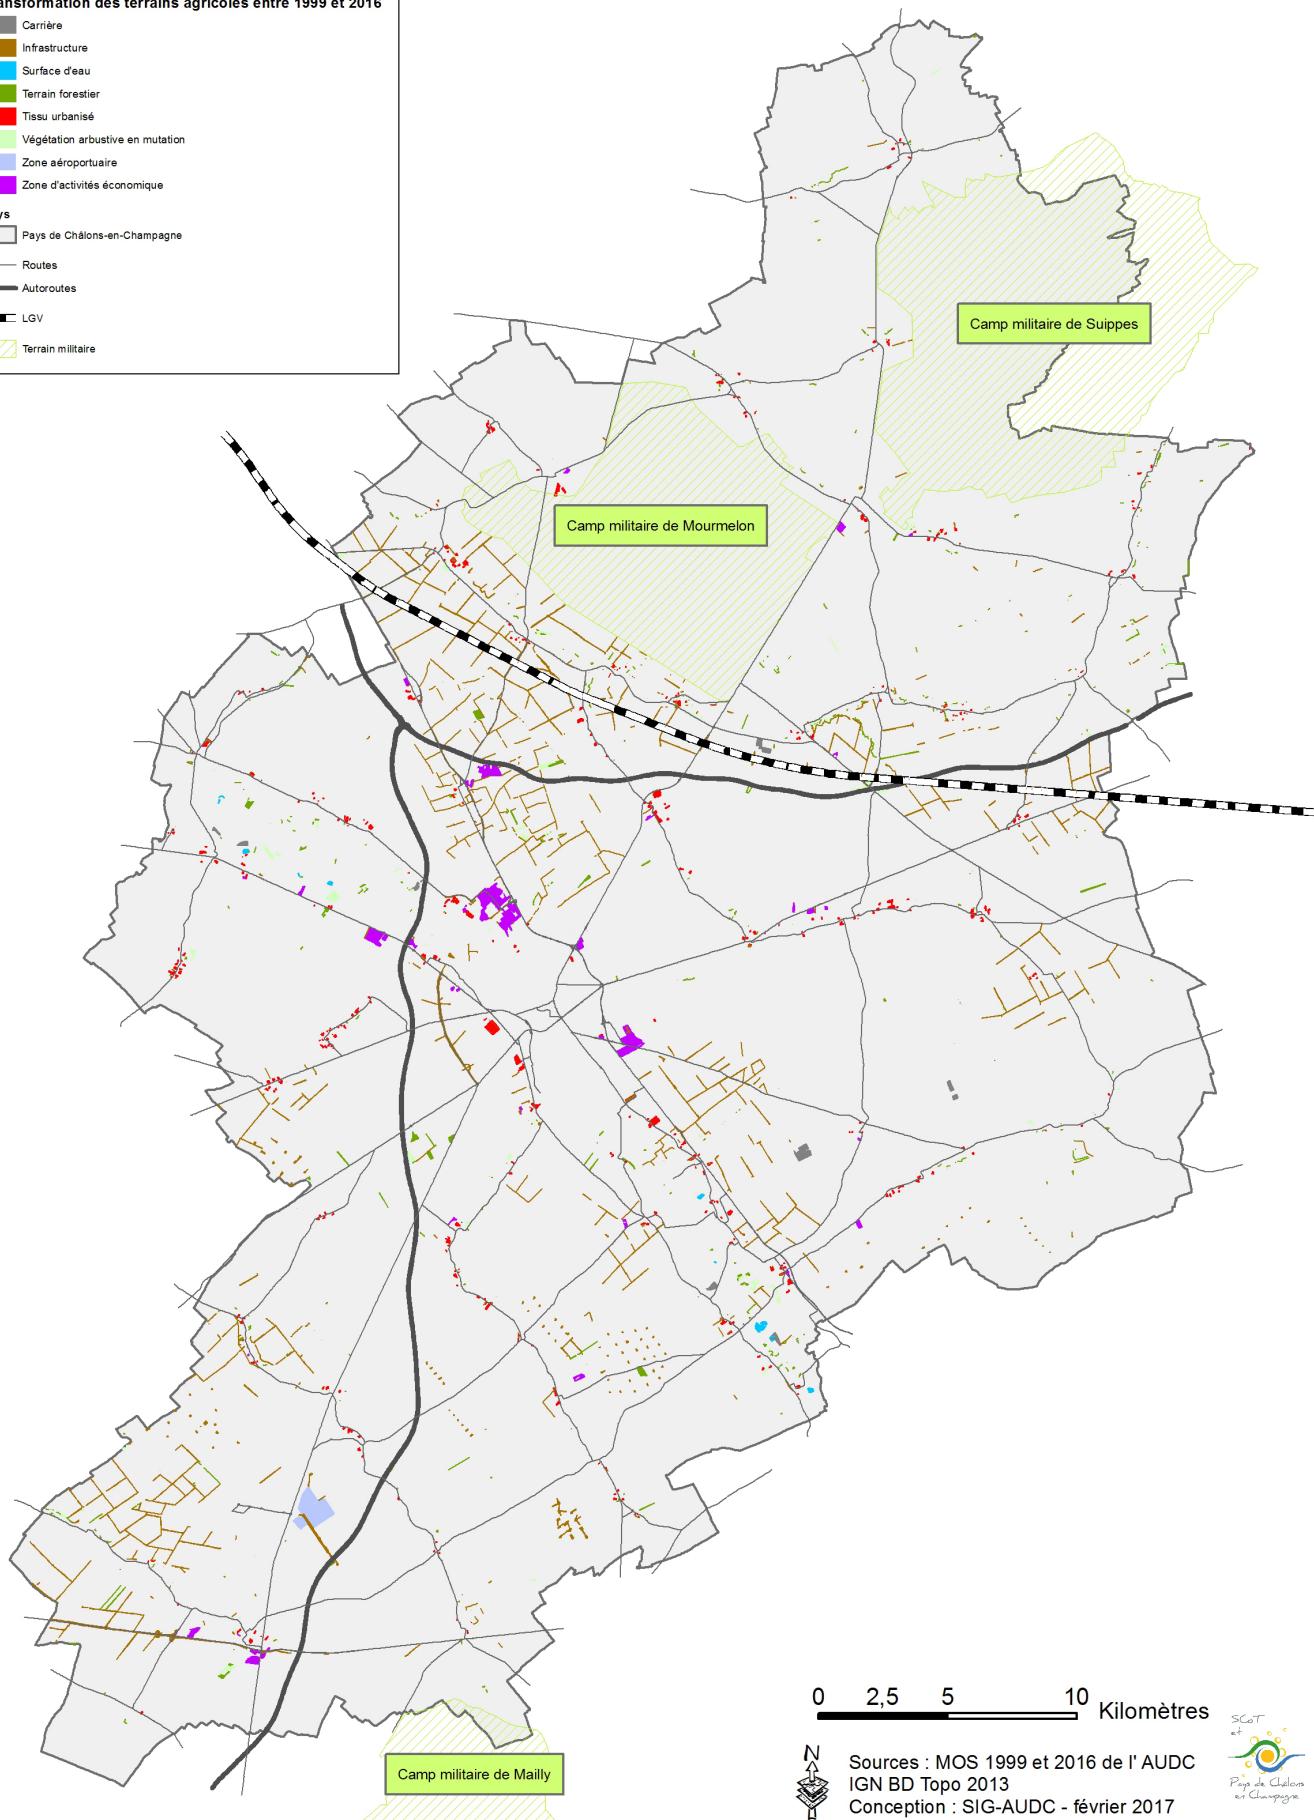 ansformation des terrains agricoles entre 1999 et 2016
Carrière
Infrastructure
Surface d'eau
Terrain forestier
Tissu urbanisé
Végétation arbustive en mutation
Zone aéroportuaire
Zone d'activités économique
ys
Pays de Châlons-en-Champagne
Routes
Autoroutes
LGV
Terrain militaire
Camp militaire de Suippes
Camp militaire de Mourmelon
Camp militaire de Mailly
0 2,5 5 10 Kilomètres
N
Sources : MOS 1999 et 2016 de l' AUDC
IGN BD Topo 2013
Conception : SIG-AUDC - février 2017
SCoT
et
Pays de Châlons
en Champagne